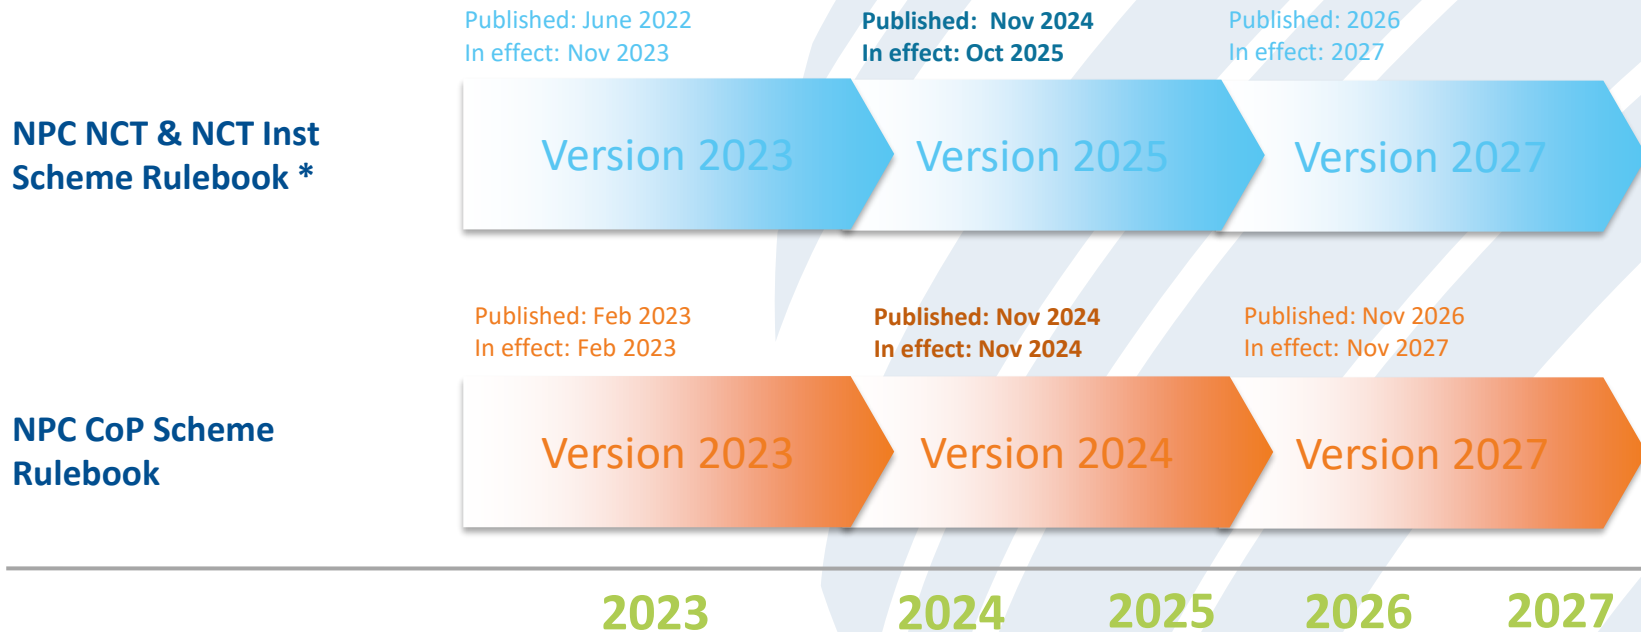 Published: June 2022
In effect: Nov 2023
Published:  Nov 2024
In effect: Oct 2025
Published: 2026
In effect: 2027
NPC NCT & NCT Inst
Scheme Rulebook *
Version 2023
Version 2025
Version 2027
Published: Feb 2023
In effect: Feb 2023
Published: Nov 2024
In effect: Nov 2024
Published: Nov 2026
In effect: Nov 2027
NPC CoP Scheme
Rulebook
Version 2023
Version 2024
Version 2027
2023
2024
2025
2026
2027